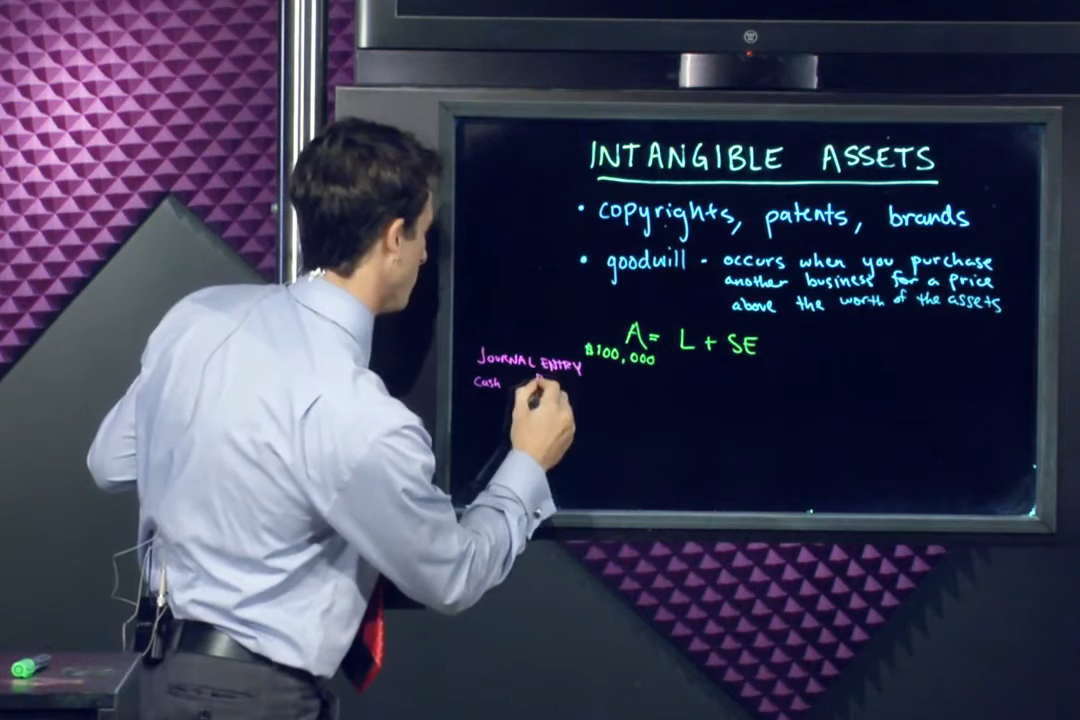 INTANGIBLE ASSETS
• copyrights, patents, brands
• goodwill - occurs when you purchase
another business for a price
above the worth of the assets
A = L + SE
$100,000
JOURNAL ENTRY
Cash